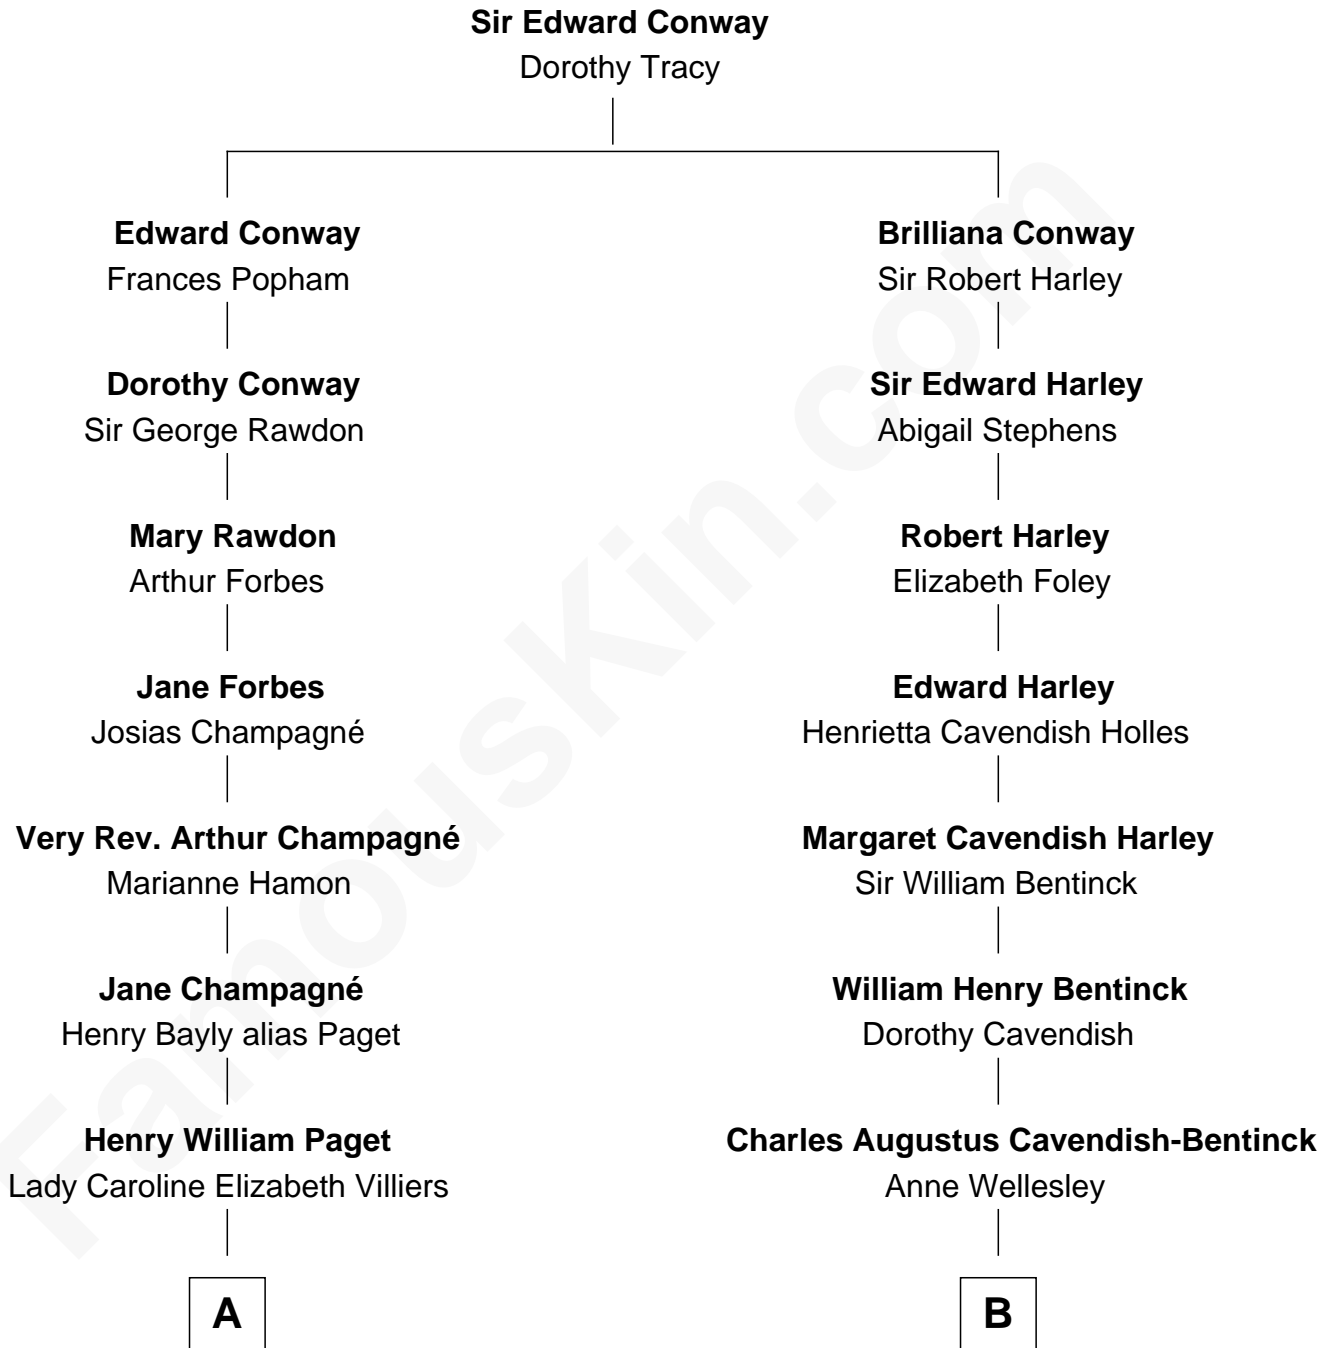 Sir Edward Conway
Dorothy Tracy
Edward Conway
Frances Popham
Brilliana Conway
Sir Robert Harley
Dorothy Conway
Sir George Rawdon
Sir Edward Harley
Abigail Stephens
Mary Rawdon
Arthur Forbes
Robert Harley
Elizabeth Foley
Jane Forbes
Josias Champagné
Edward Harley
Henrietta Cavendish Holles
Very Rev. Arthur Champagné
Marianne Hamon
Margaret Cavendish Harley
Sir William Bentinck
Jane Champagné
Henry Bayly alias Paget
William Henry Bentinck
Dorothy Cavendish
Henry William Paget
Lady Caroline Elizabeth Villiers
Charles Augustus Cavendish-Bentinck
Anne Wellesley
A
B
FamousKin.com